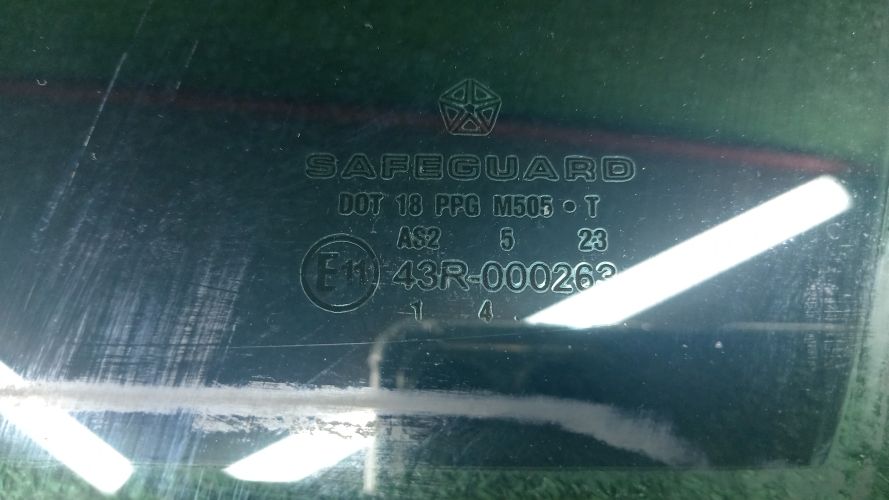 SAFEGUARD
DOT 18 PPG M505 • T
AS2 5 23
E11 43R-000263
1 4